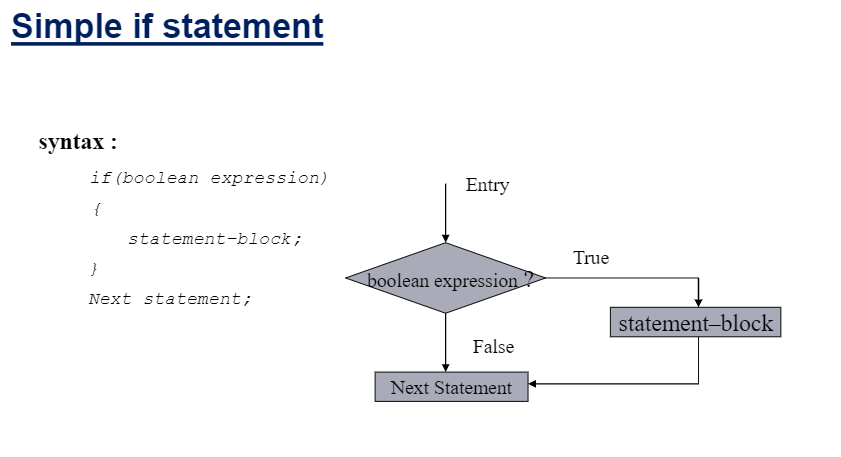 Simple if statement
syntax :
if(boolean expression)
{
statement-block;
}
Next statement;
Entry
boolean expression ?
True
statement–block
False
Next Statement